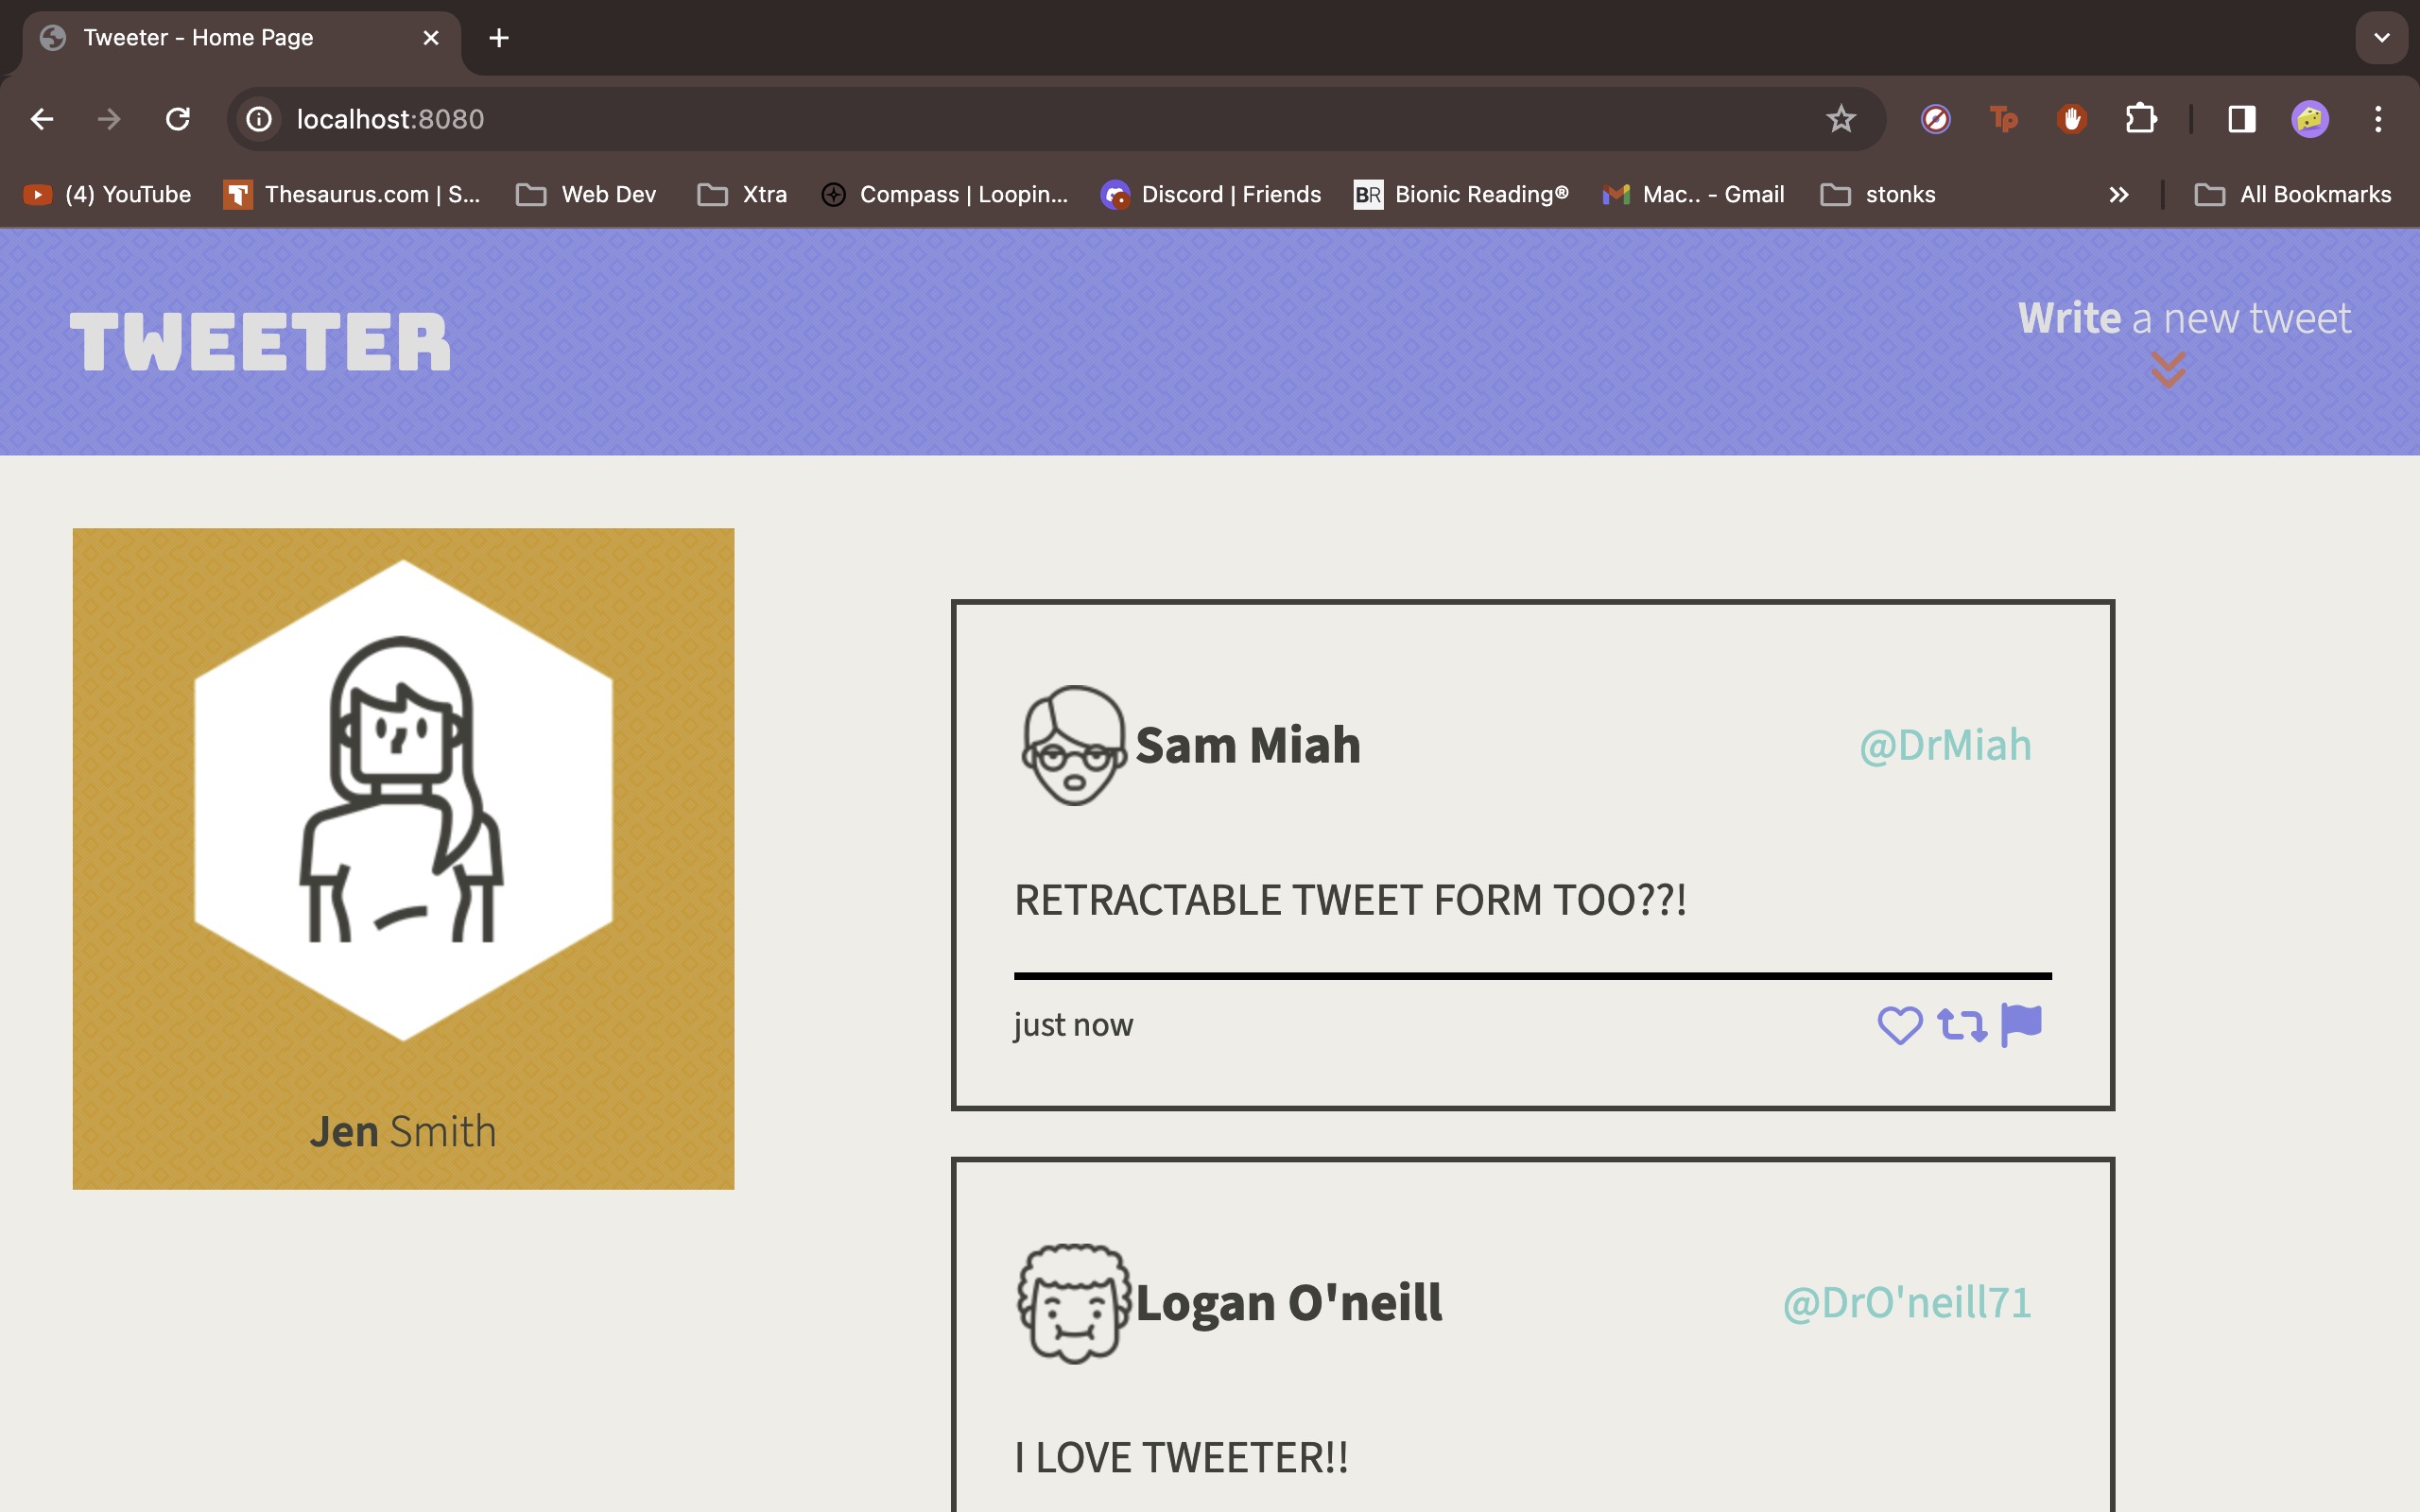 Tweeter - Home Page
localhost:8080
Tp
(4) YouTube
Thesaurus.com | S...
Web Dev
Xtra
Compass | Loopin...
Discord | Friends
BR Bionic Reading®
Mac.. - Gmail
stonks
All Bookmarks
TWEETER
Write a new tweet
Jen Smith
Sam Miah
@DrMiah
RETRACTABLE TWEET FORM TOO??!
just now
Logan O'neill
@DrO'neill71
I LOVE TWEETER!!